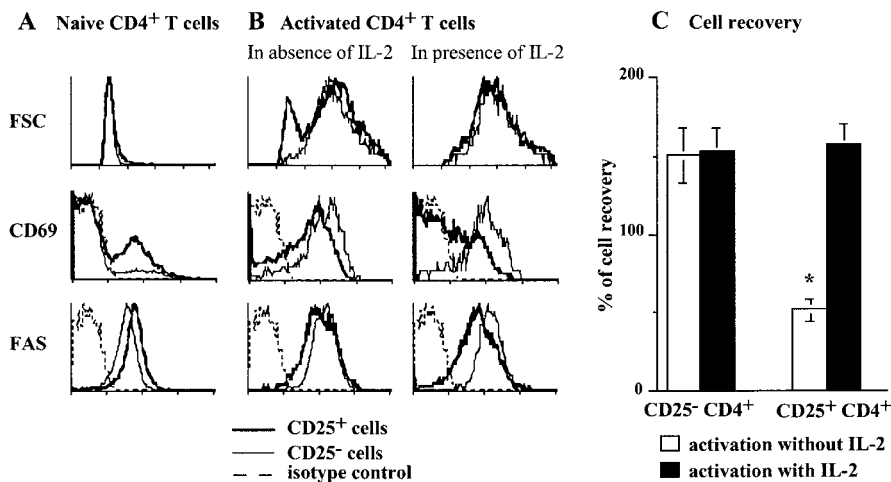 A Naive CD4+ T cells
B Activated CD4+ T cells
In absence of IL-2 In presence of IL-2
FSC
CD69
FAS
CD25+ cells
CD25- cells
isotype control
C Cell recovery
% of cell recovery
200
100
0
*
CD25- CD4+ CD25+ CD4+
activation without IL-2
activation with IL-2